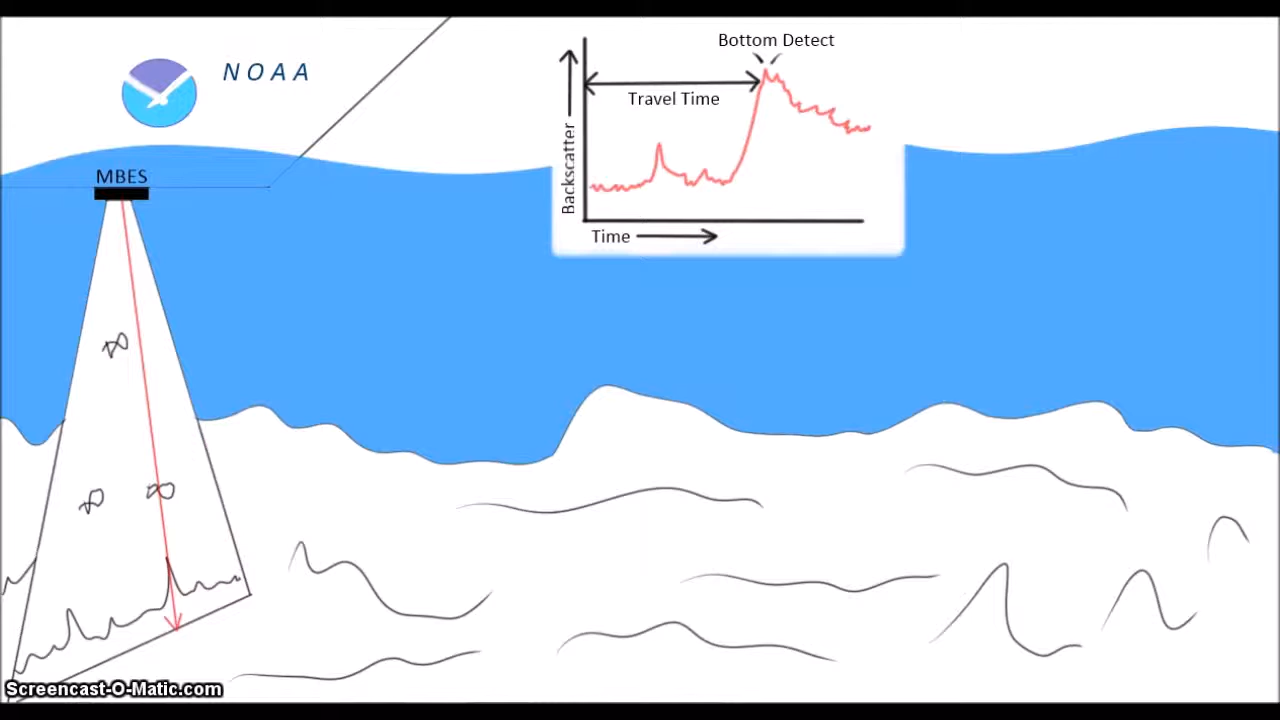 NOAA
Bottom Detect
Travel Time
Backscatter
Time
MBES
Screencast-O-Matic.com